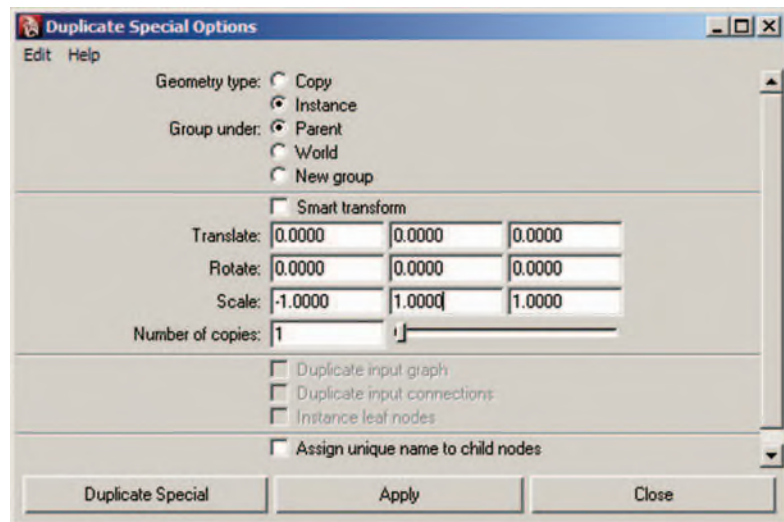 Duplicate Special Options
Edit Help
Geometry type: Copy
Instance
Group under: Parent
World
New group
Smart transform
Translate: 0.0000 0.0000 0.0000
Rotate: 0.0000 0.0000 0.0000
Scale: -1.0000 1.0000 1.0000
Number of copies: 1
Duplicate input graph
Duplicate input connections
Instance leaf nodes
Assign unique name to child nodes
Duplicate Special Apply Close